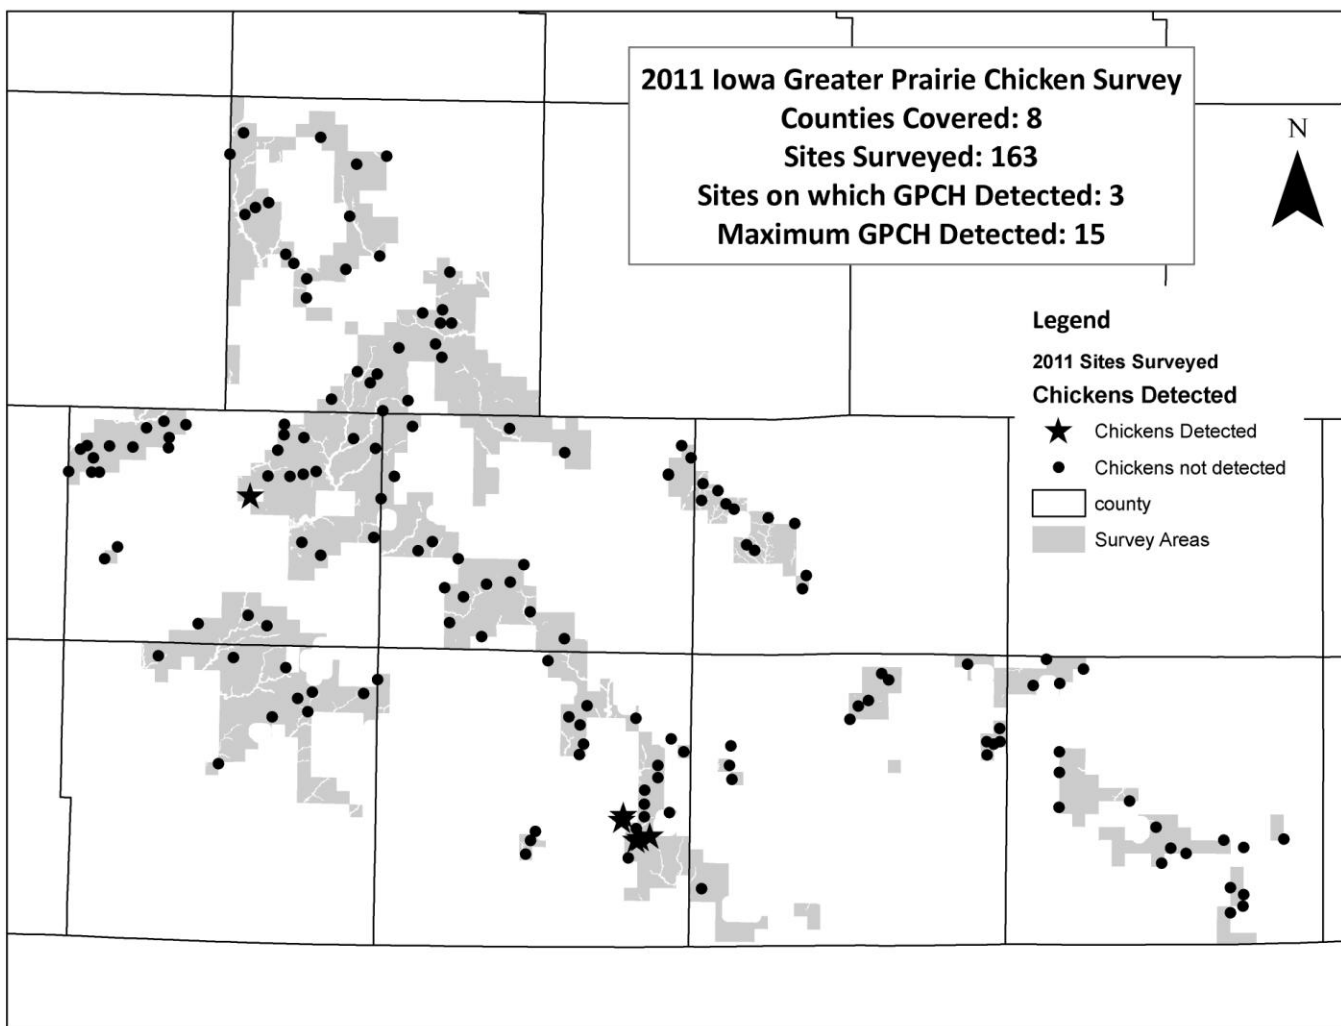 2011 Iowa Greater Prairie Chicken Survey
Counties Covered: 8
Sites Surveyed: 163
Sites on which GPCH Detected: 3
Maximum GPCH Detected: 15
N
Legend
2011 Sites Surveyed
Chickens Detected
Chickens Detected
Chickens not detected
county
Survey Areas